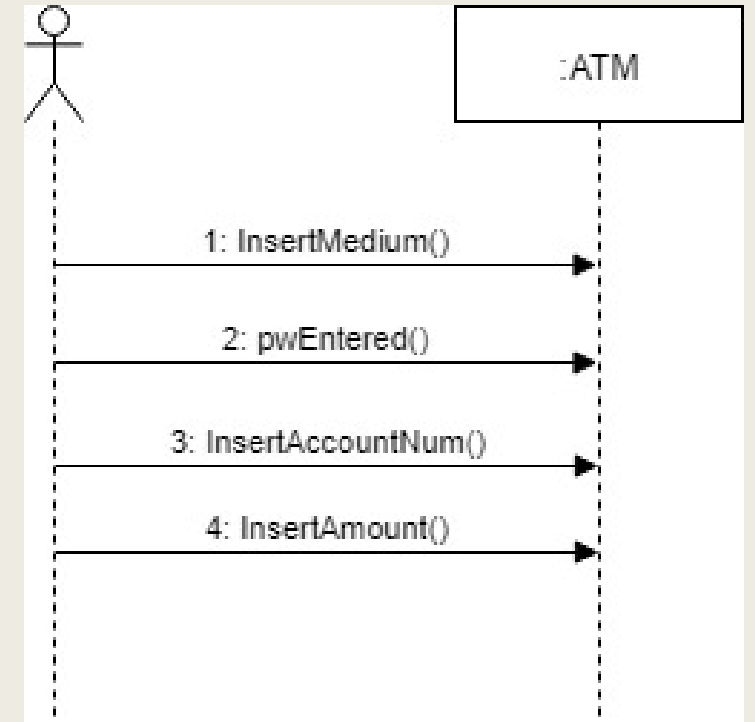 :ATM
1: InsertMedium()
2: pwEntered()
3: InsertAccountNum()
4: InsertAmount()